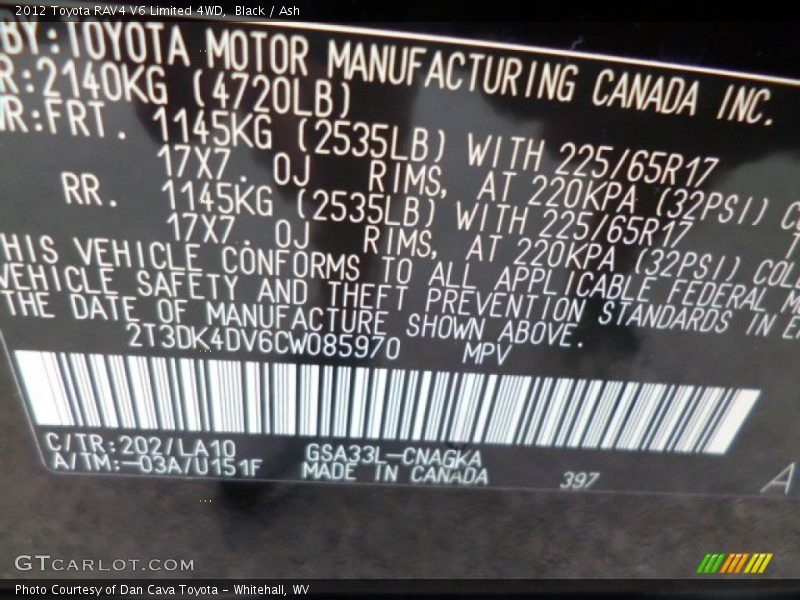 2012 Toyota RAV4 V6 Limited 4WD, Black / Ash
BY:TOYOTA MOTOR MANUFACTURING CANADA INC.
R:2140KG (4720LB)
WR:FRT. 1145KG (2535LB) WITH 225/65R17
17X7.0J RIMS, AT 220KPA (32PSI)
RR. 1145KG (2535LB) WITH 225/65R17
17X7.0J RIMS, AT 220KPA (32PSI) COL
HIS VEHICLE CONFORMS TO ALL APPLICABLE FEDERAL M
VEHICLE SAFETY AND THEFT PREVENTION STANDARDS IN E
THE DATE OF MANUFACTURE SHOWN ABOVE.
2T3DK4DV6CW085970 MPV
C/TR:202/LA10 GSA33L-CNAGKA
A/TM:-03A/U151F MADE IN CANADA 397 A
GTCARLOT.COM
Photo Courtesy of Dan Cava Toyota - Whitehall, WV